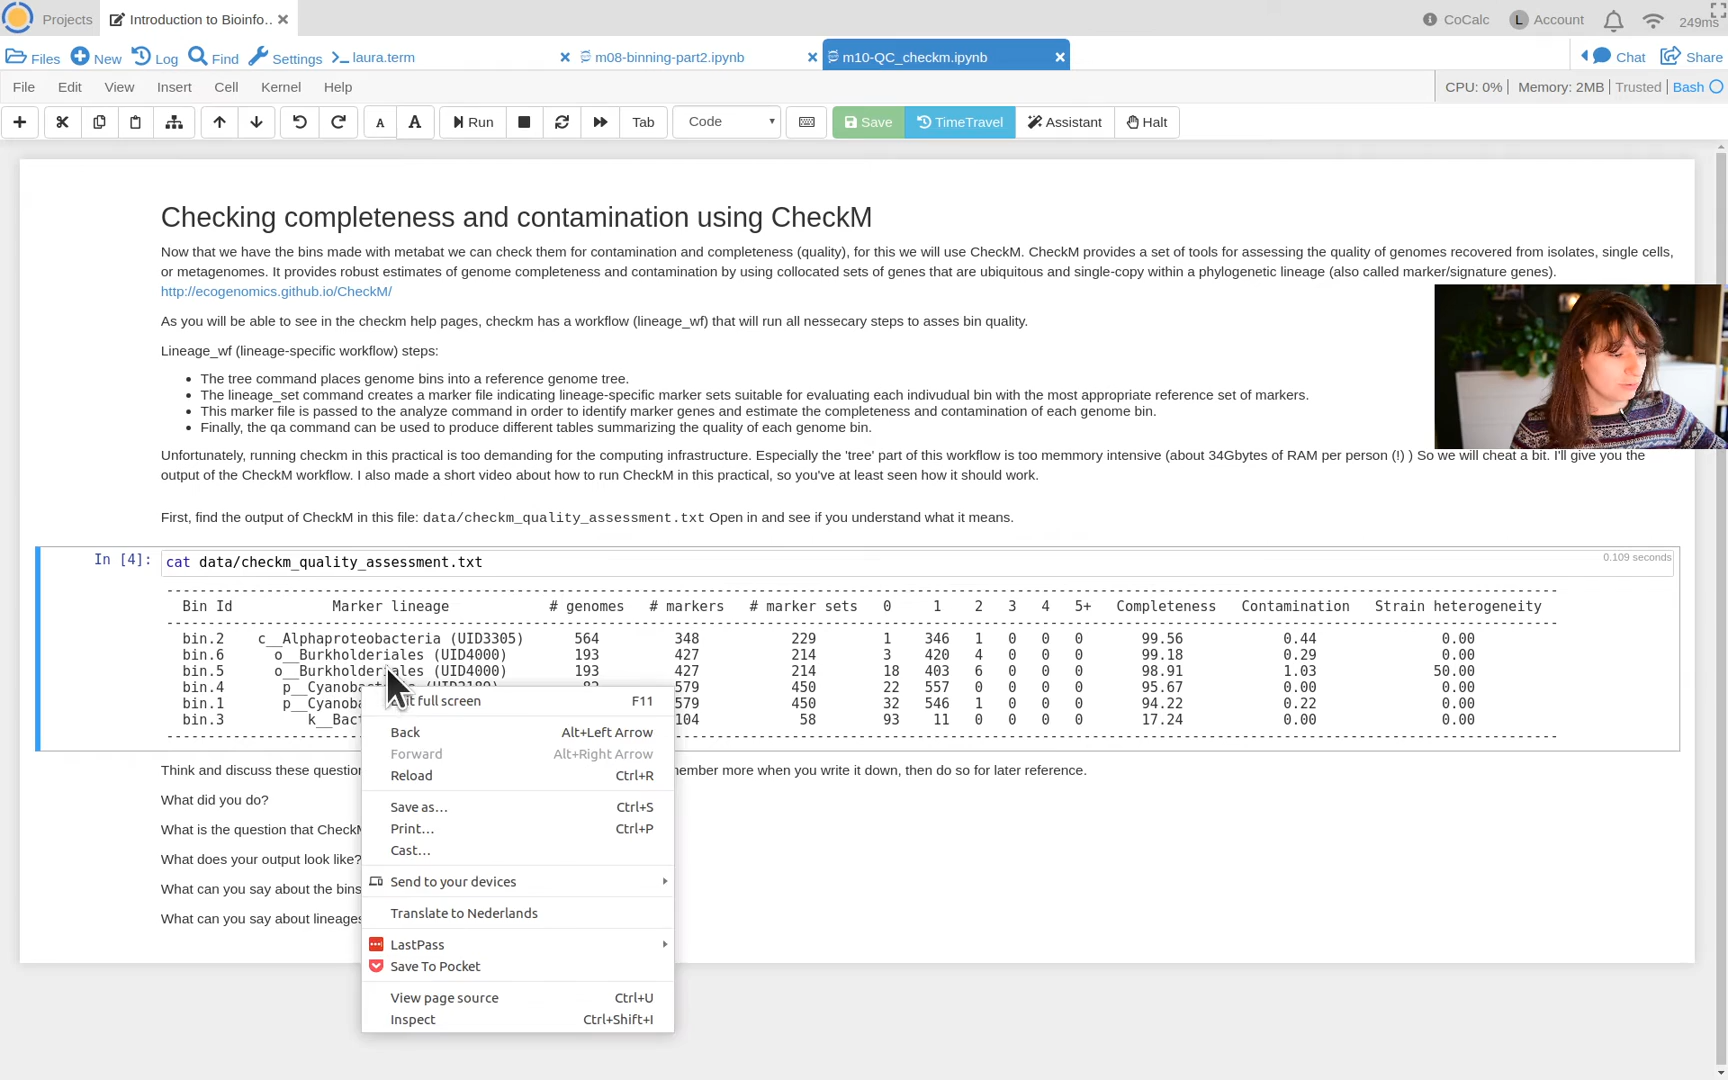 Projects Introduction to Bioinfo.. CoCalc Account 249ms
Files New Log Find Settings laura.term m08-binning-part2.ipynb m10-QC_checkm.ipynb Chat Share
File Edit View Insert Cell Kernel Help CPU: 0% Memory: 2MB Trusted Bash
A A Run Tab Code Save TimeTravel Assistant Halt
Checking completeness and contamination using CheckM
Now that we have the bins made with metabat we can check them for contamination and completeness (quality), for this we will use CheckM. CheckM provides a set of tools for assessing the quality of genomes recovered from isolates, single cells,
or metagenomes. It provides robust estimates of genome completeness and contamination by using collocated sets of genes that are ubiquitous and single-copy within a phylogenetic lineage (also called marker/signature genes).
http://ecogenomics.github.io/CheckM/
As you will be able to see in the checkm help pages, checkm has a workflow (lineage_wf) that will run all nessecary steps to asses bin quality.
Lineage_wf (lineage-specific workflow) steps:
• The tree command places genome bins into a reference genome tree.
• The lineage_set command creates a marker file indicating lineage-specific marker sets suitable for evaluating each indivudual bin with the most appropriate reference set of markers.
• This marker file is passed to the analyze command in order to identify marker genes and estimate the completeness and contamination of each genome bin.
• Finally, the qa command can be used to produce different tables summarizing the quality of each genome bin.
Unfortunately, running checkm in this practical is too demanding for the computing infrastructure. Especially the 'tree' part of this workflow is too memmory intensive (about 34Gbytes of RAM per person (!) ) So we will cheat a bit. I'll give you the
output of the CheckM workflow. I also made a short video about how to run CheckM in this practical, so you've at least seen how it should work.
First, find the output of CheckM in this file: data/checkm_quality_assessment.txt Open in and see if you understand what it means.
In [4]: cat data/checkm_quality_assessment.txt 0.109 seconds
Bin Id Marker lineage # genomes # markers # marker sets 0 1 2 3 4 5+ Completeness Contamination Strain heterogeneity
bin.2 c__Alphaproteobacteria (UID3305) 564 348 229 1 346 1 0 0 0 99.56 0.44 0.00
bin.6 o__Burkholderiales (UID4000) 193 427 214 3 420 4 0 0 0 99.18 0.29 0.00
bin.5 o__Burkholderiales (UID4000) 193 427 214 18 403 6 0 0 0 98.91 1.03 50.00
bin.4 p__Cyanobac 579 450 22 557 0 0 0 0 95.67 0.00 0.00
bin.1 p__Cyanoba 579 450 32 546 1 0 0 0 94.22 0.22 0.00
bin.3 k__Bact 104 58 93 11 0 0 0 0 17.24 0.00 0.00
Think and discuss these question member more when you write it down, then do so for later reference.
What did you do?
What is the question that CheckM
What does your output look like?
What can you say about the bins
What can you say about lineages
full screen F11
Back Alt+Left Arrow
Forward Alt+Right Arrow
Reload Ctrl+R
Save as… Ctrl+S
Print… Ctrl+P
Cast…
Send to your devices
Translate to Nederlands
LastPass
Save To Pocket
View page source Ctrl+U
Inspect Ctrl+Shift+I